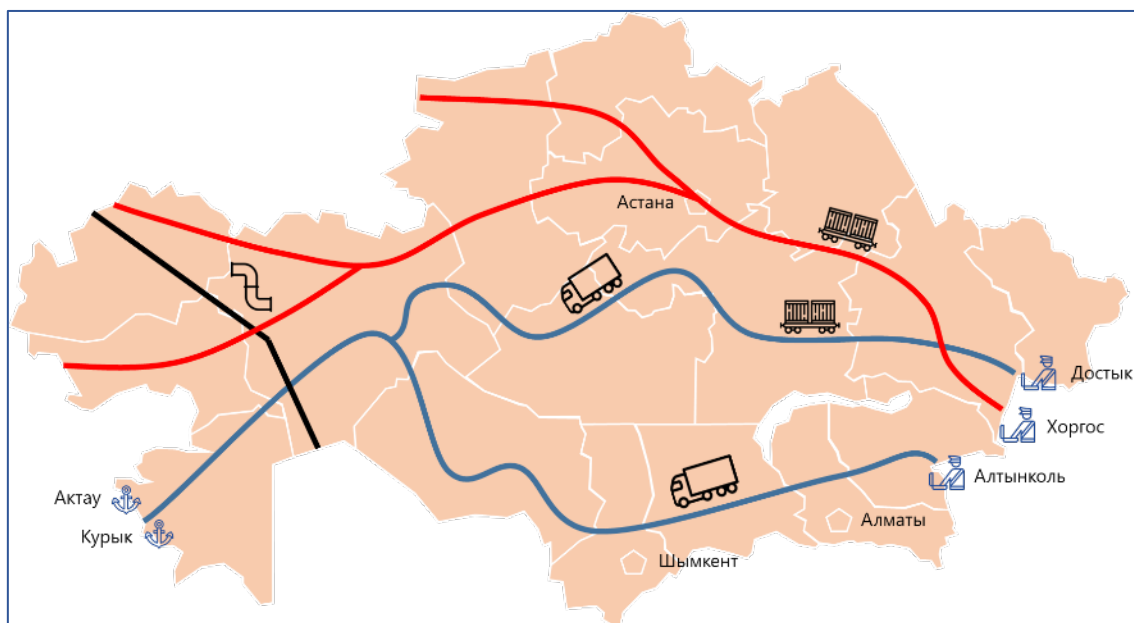 Астана
Достык
Хоргос
Алтынколь
Актау
Курык
Алматы
Шымкент